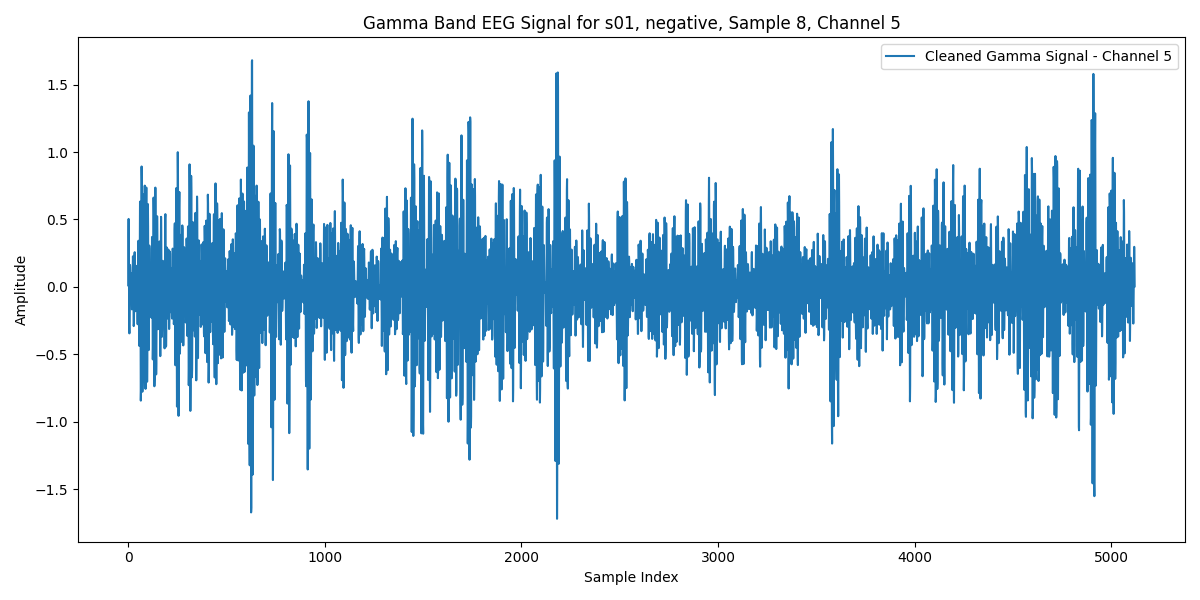 Gamma Band EEG Signal for s01, negative, Sample 8, Channel 5
Cleaned Gamma Signal - Channel 5
1.5
1.0
0.5
0.0
−0.5
−1.0
−1.5
Amplitude
0 1000 2000 3000 4000 5000
Sample Index